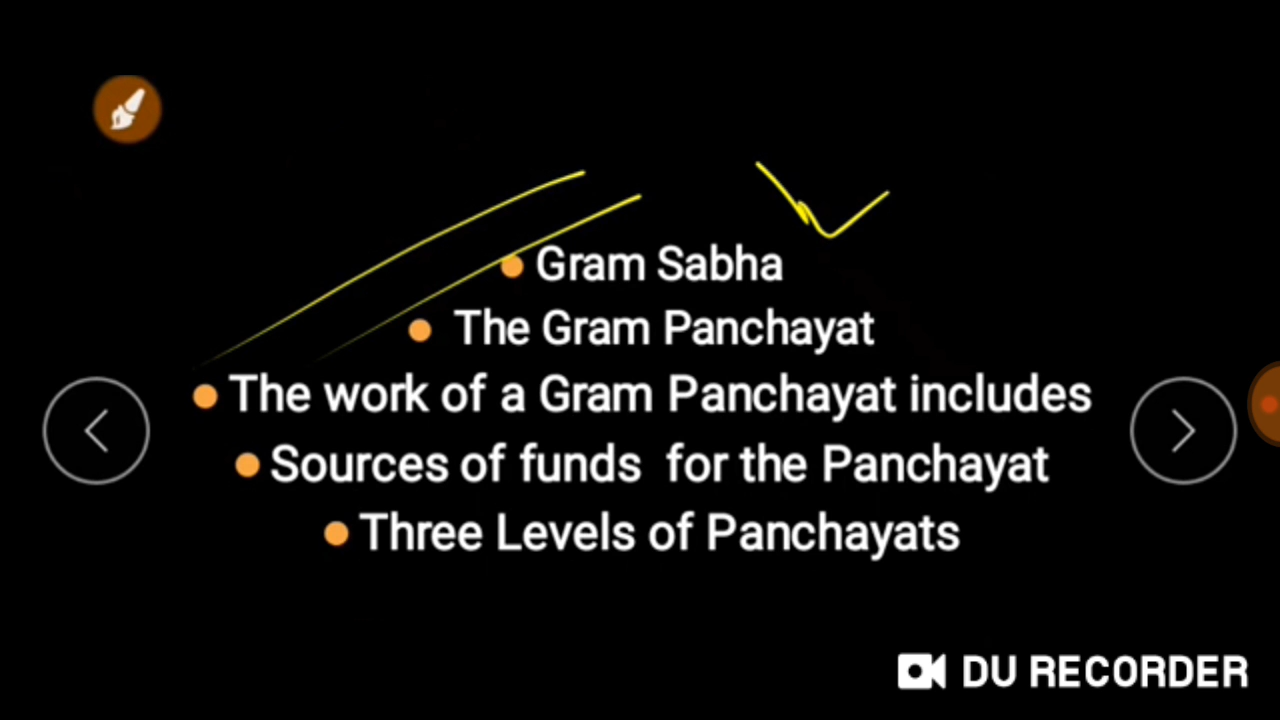 Gram Sabha
The Gram Panchayat
The work of a Gram Panchayat includes
Sources of funds for the Panchayat
Three Levels of Panchayats
DU RECORDER